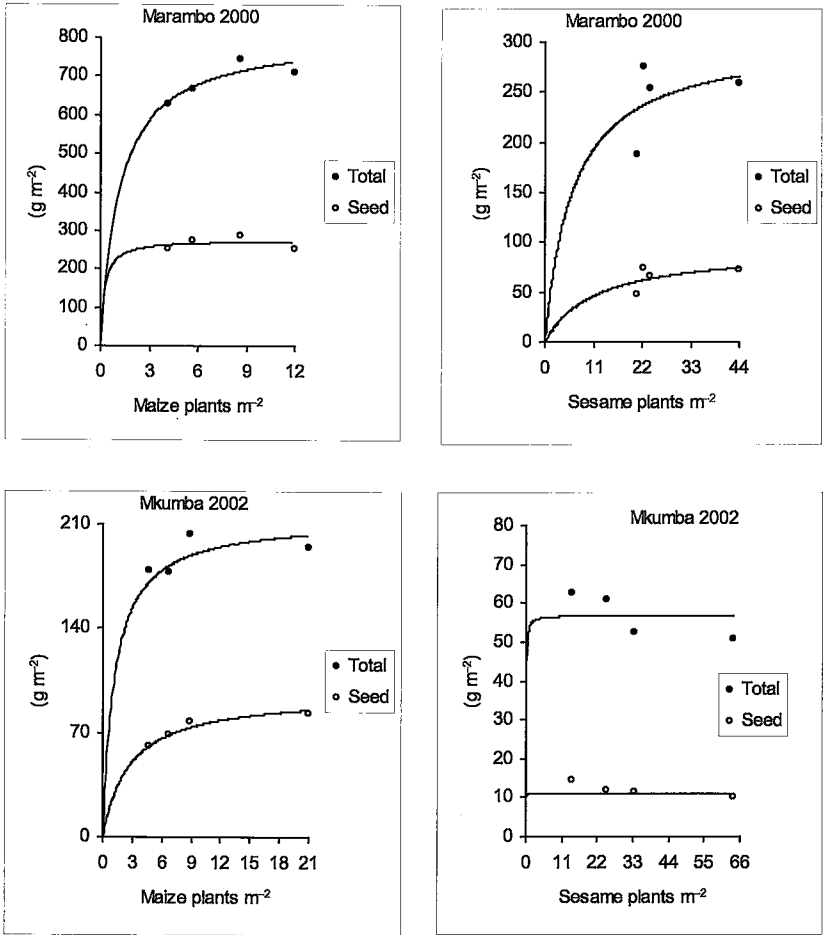 Marambo 2000
800
700
600
500
400
300
200
100
0
(g m⁻²)
0 3 6 9 12
Maize plants m⁻²
Total
Seed
Marambo 2000
300
250
200
150
100
50
0
(g m⁻²)
0 11 22 33 44
Sesame plants m⁻²
Total
Seed
Mkumba 2002
210
140
70
0
(g m⁻²)
0 3 6 9 12 15 18 21
Maize plants m⁻²
Total
Seed
Mkumba 2002
80
70
60
50
40
30
20
10
0
(g m⁻²)
0 11 22 33 44 55 66
Sesame plants m⁻²
Total
Seed